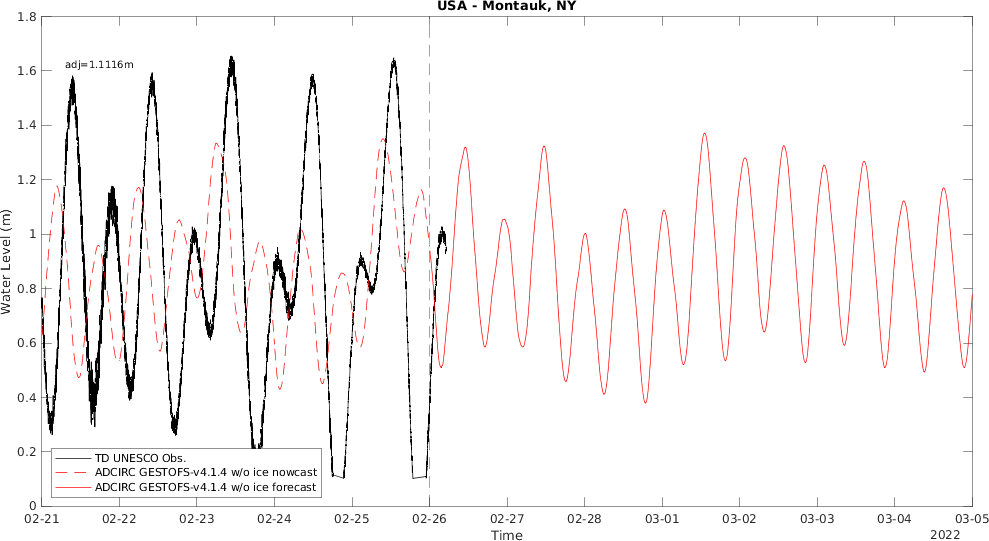 USA - Montauk, NY
1.8
adj=1.1116m
1.6
1.4
1.2
1
0.8
0.6
0.4
0.2
0
Water Level (m)
TD UNESCO Obs.
ADCIRC GESTOFS-v4.1.4 w/o ice nowcast
ADCIRC GESTOFS-v4.1.4 w/o ice forecast
02-21 02-22 02-23 02-24 02-25 02-26 02-27 02-28 03-01 03-02 03-03 03-04 03-05
Time
2022